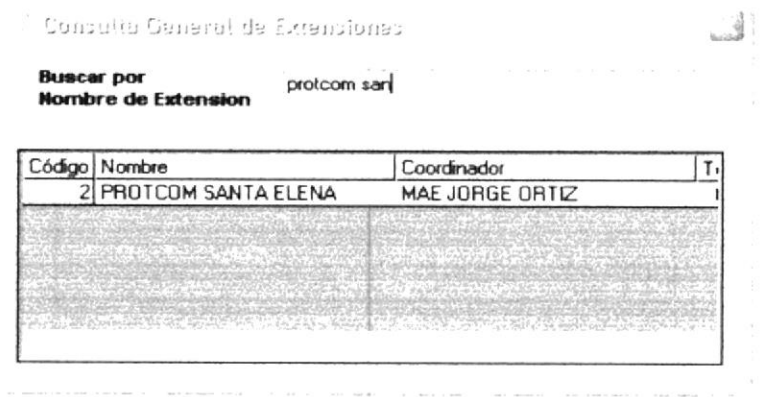 Consulta General de Extensiones
Buscar por
Nombre de Extension
protcom san
Código Nombre Coordinador
2 PROTCOM SANTA ELENA MAE JORGE ORTIZ